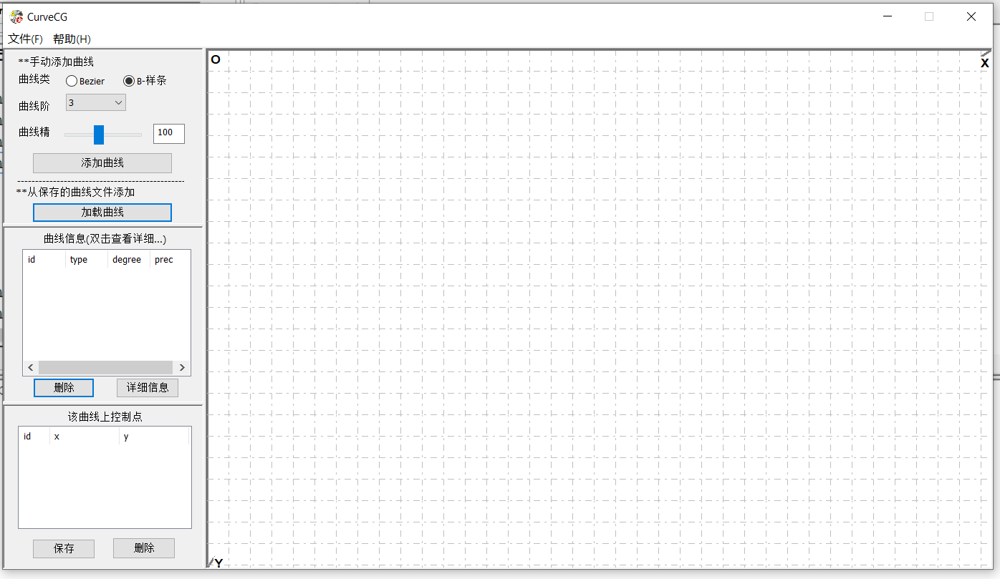 CurveCG
文件(F) 帮助(H)
**手动添加曲线
曲线类 Bezier B-样条
曲线阶 3
曲线精 100
添加曲线
**从保存的曲线文件添加
加载曲线
曲线信息(双击查看详细...)
id type degree prec
删除 详细信息
该曲线上控制点
id x y
保存 删除
O
X
Y